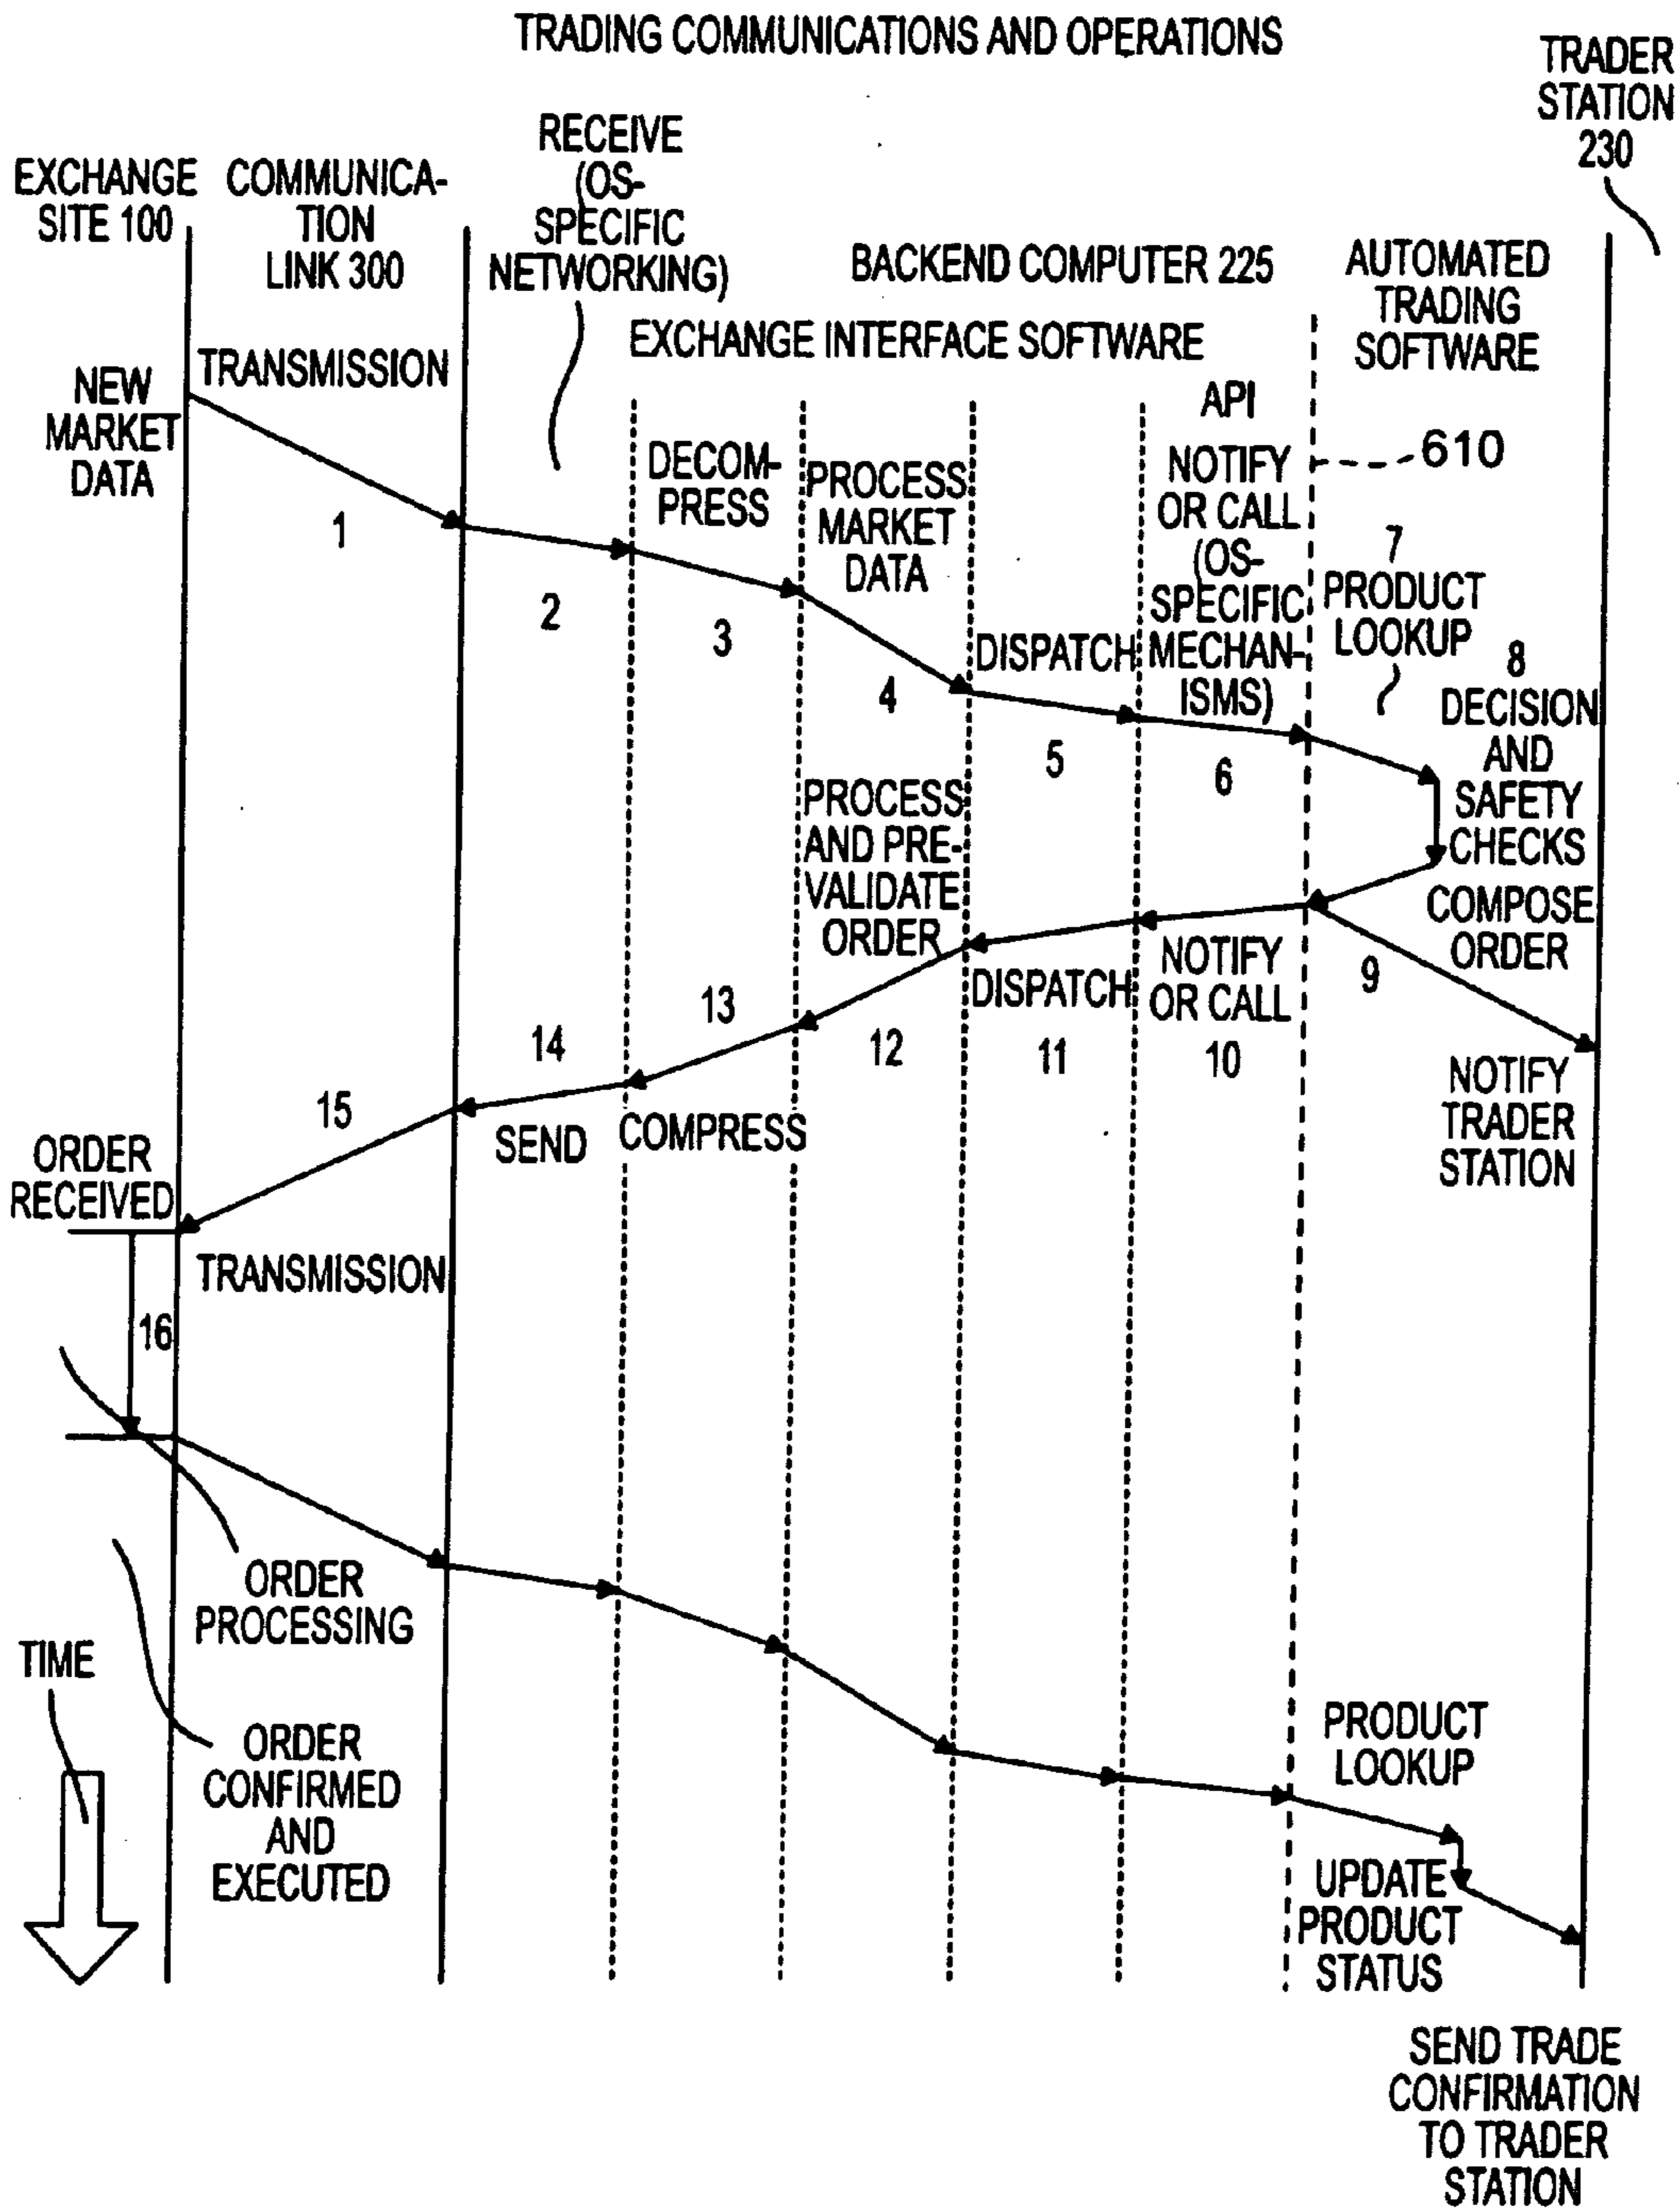 TRADING COMMUNICATIONS AND OPERATIONS
TRADER
STATION
230
EXCHANGE
SITE 100
COMMUNICA-
TION
LINK 300
RECEIVE
(OS-
SPECIFIC
NETWORKING)
BACKEND COMPUTER 225
EXCHANGE INTERFACE SOFTWARE
AUTOMATED
TRADING
SOFTWARE
NEW
MARKET
DATA
TRANSMISSION
1
2
DECOM-
PRESS
3
PROCESS
MARKET
DATA
4
DISPATCH
5
API
NOTIFY
OR CALL
(OS-
SPECIFIC
MECHAN-
ISMS)
6
610
7
PRODUCT
LOOKUP
8
DECISION
AND
SAFETY
CHECKS
COMPOSE
ORDER
9
NOTIFY
TRADER
STATION
NOTIFY
OR CALL
10
DISPATCH
11
PROCESS
AND PRE-
VALIDATE
ORDER
12
13
COMPRESS
14
SEND
15
TRANSMISSION
ORDER
RECEIVED
16
ORDER
PROCESSING
TIME
ORDER
CONFIRMED
AND
EXECUTED
PRODUCT
LOOKUP
UPDATE
PRODUCT
STATUS
SEND TRADE
CONFIRMATION
TO TRADER
STATION